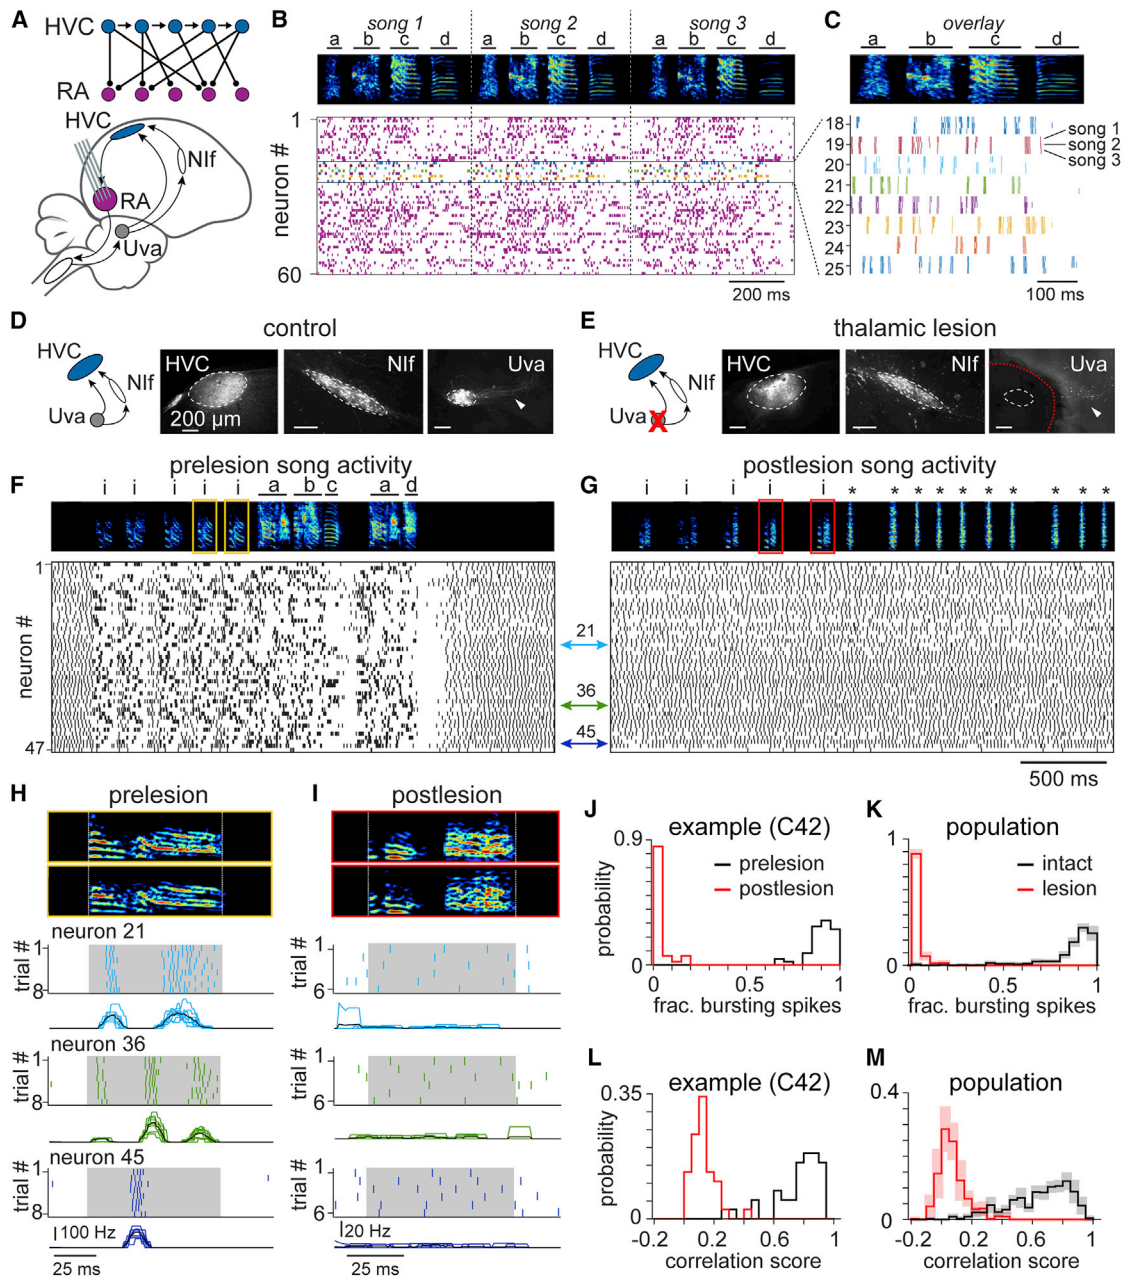 A
HVC
RA
HVC
NIf
RA
Uva
B
song 1 song 2 song 3
a b c d a b c d a b c d
1
neuron #
60
200 ms
C
overlay
a b c d
18
19
20
21
22
23
24
25
song 1
song 2
song 3
100 ms
D
control
HVC
NIf
Uva
HVC
200 µm
NIf
Uva
E
thalamic lesion
HVC
NIf
Uva
X
HVC
NIf
Uva
prelesion song activity
F
i i i i i a b c a d
1
neuron #
47
postlesion song activity
G
i i i i i * * * * * * * * * *
21
36
45
500 ms
H
prelesion
neuron 21
trial #
1
8
neuron 36
trial #
1
8
neuron 45
trial #
1
8
100 Hz
25 ms
I
postlesion
trial #
1
6
trial #
1
6
trial #
1
6
20 Hz
25 ms
J
example (C42)
0.9
prelesion
postlesion
probability
0
0 0.5 1
frac. bursting spikes
K
population
1
intact
lesion
0
0 0.5 1
frac. bursting spikes
L
example (C42)
0.35
probability
0
-0.2 0.2 0.6 1
correlation score
M
population
0.4
0
-0.2 0.2 0.6 1
correlation score